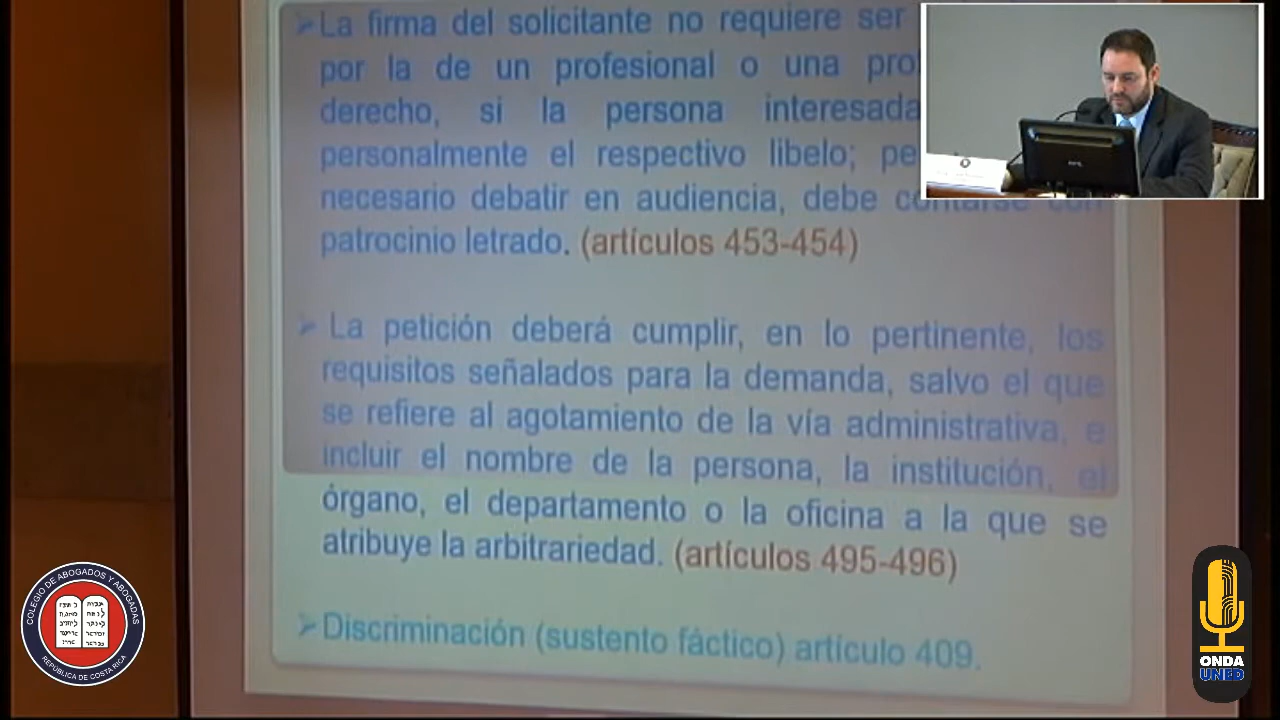 ➢La firma del solicitante no requiere ser
por la de un profesional o una
derecho, si la persona interesada
personalmente el respectivo libelo;
necesario debatir en audiencia, debe contarse con
patrocinio letrado. (artículos 453-454)
➢ La petición deberá cumplir, en lo pertinente, los
requisitos señalados para la demanda, salvo el que
se refiere al agotamiento de la vía administrativa, e
incluir el nombre de la persona, la institución, el
órgano, el departamento o la oficina a la que se
atribuye la arbitrariedad. (artículos 495-496)
➢Discriminación (sustento fáctico) artículo 409.
COLEGIO DE ABOGADOS Y ABOGADAS
REPÚBLICA DE COSTA RICA
ONDA
UNED